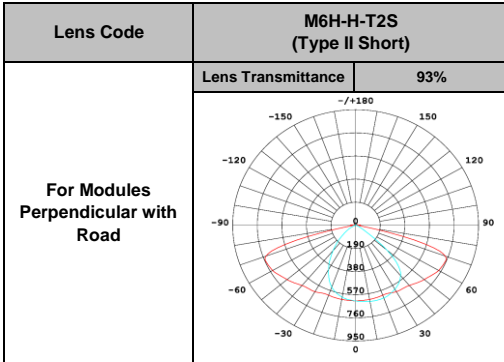 Lens Code
M6H-H-T2S
(Type II Short)
Lens Transmittance 93%
For Modules
Perpendicular with
Road
-/+180
-150 150
-120 120
-90 90
-60 60
-30 30
0
0
190
380
570
760
950